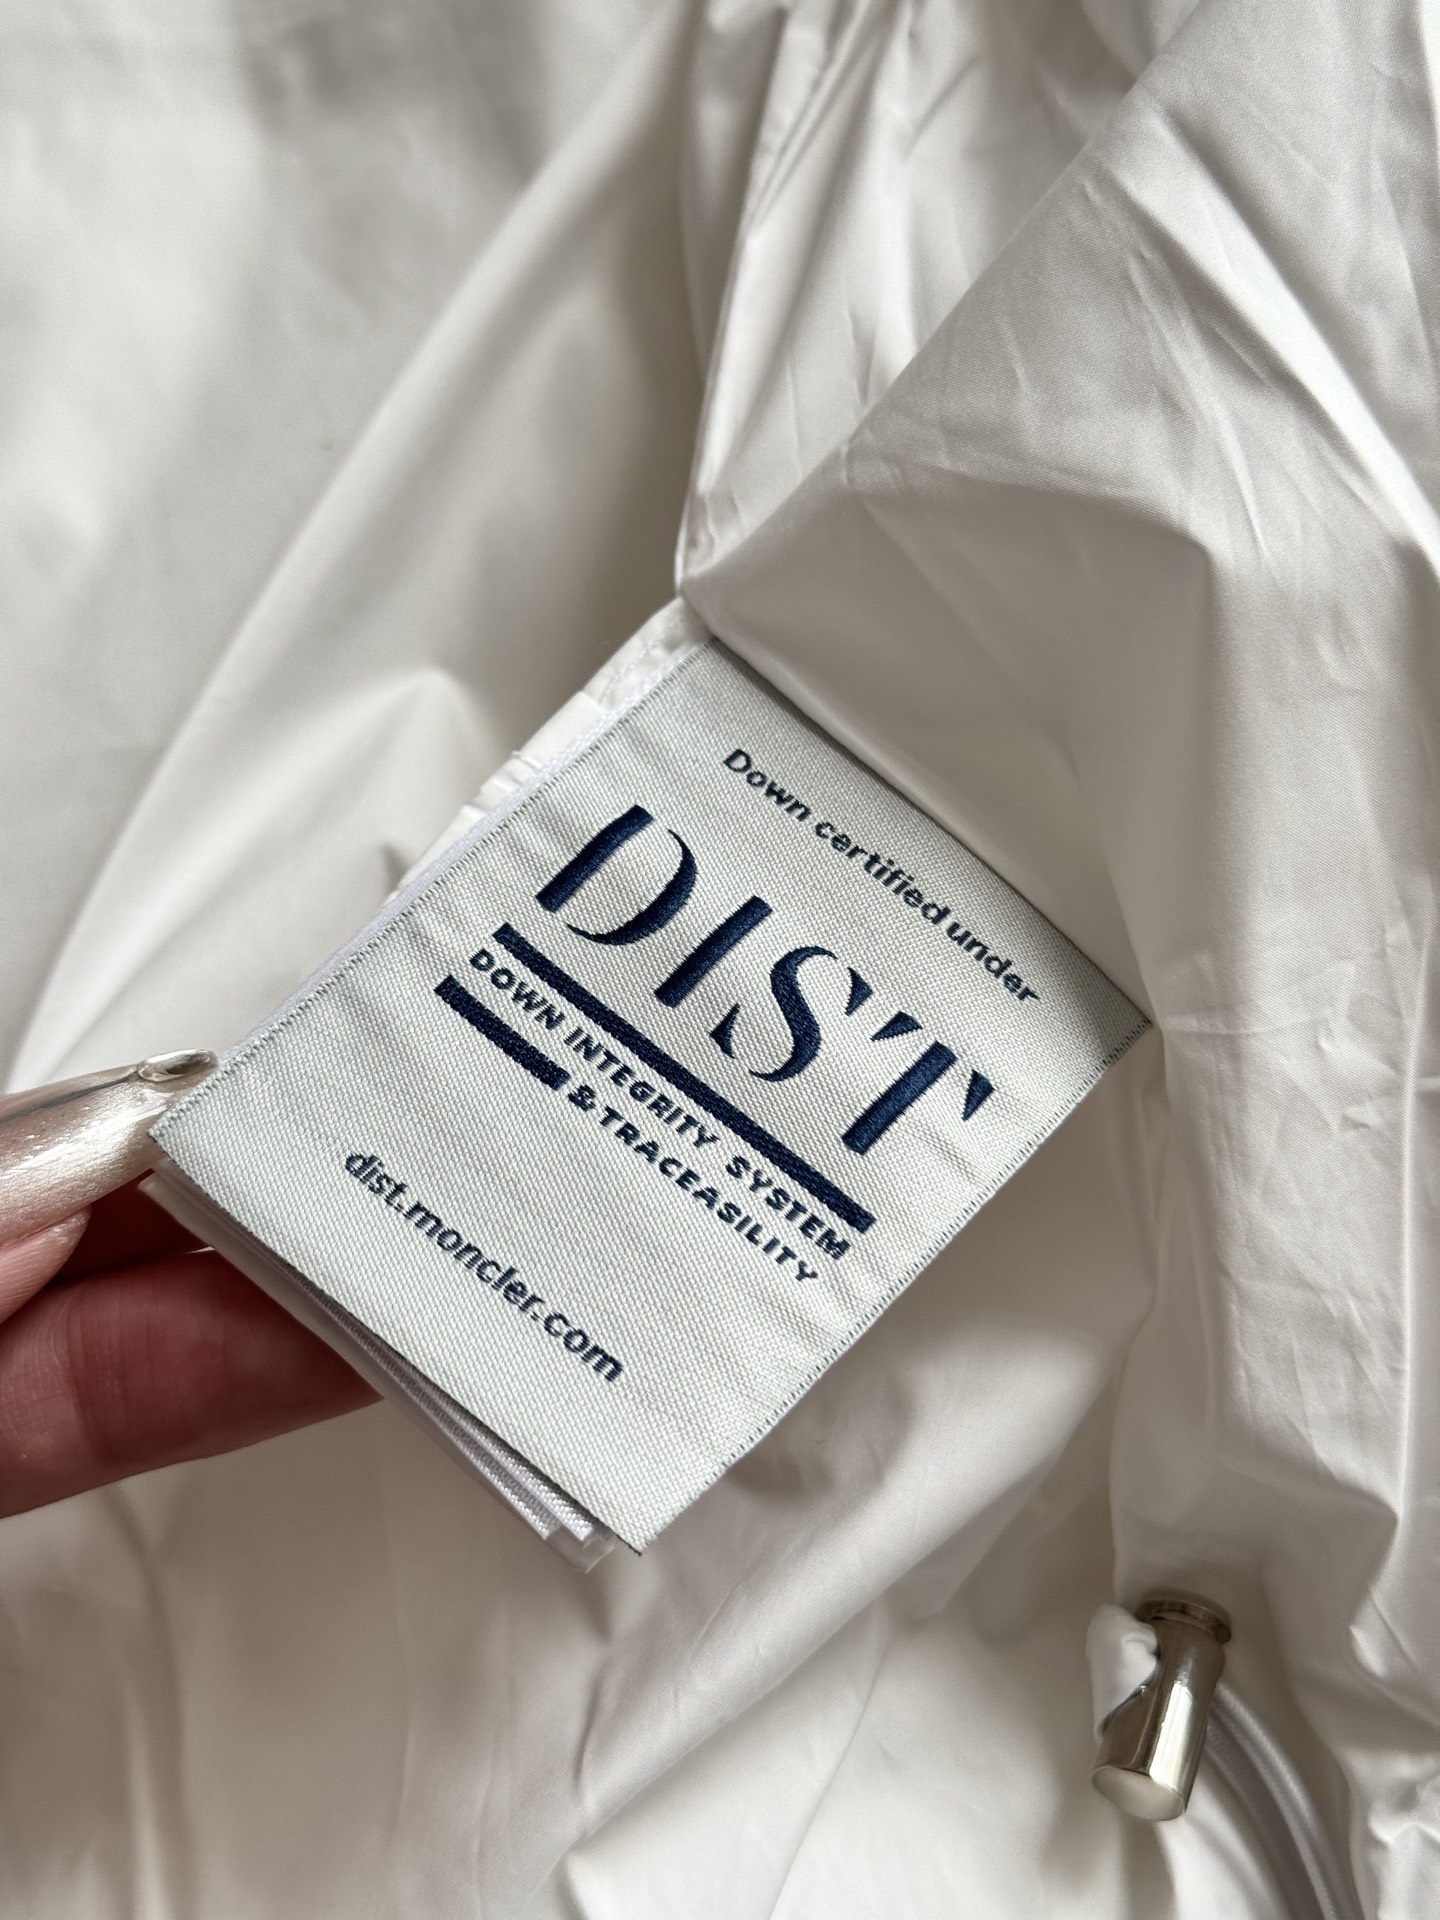 Down certified under
DIST
DOWN INTEGRITY SYSTEM
& TRACEASILITY
dist.moncler.com